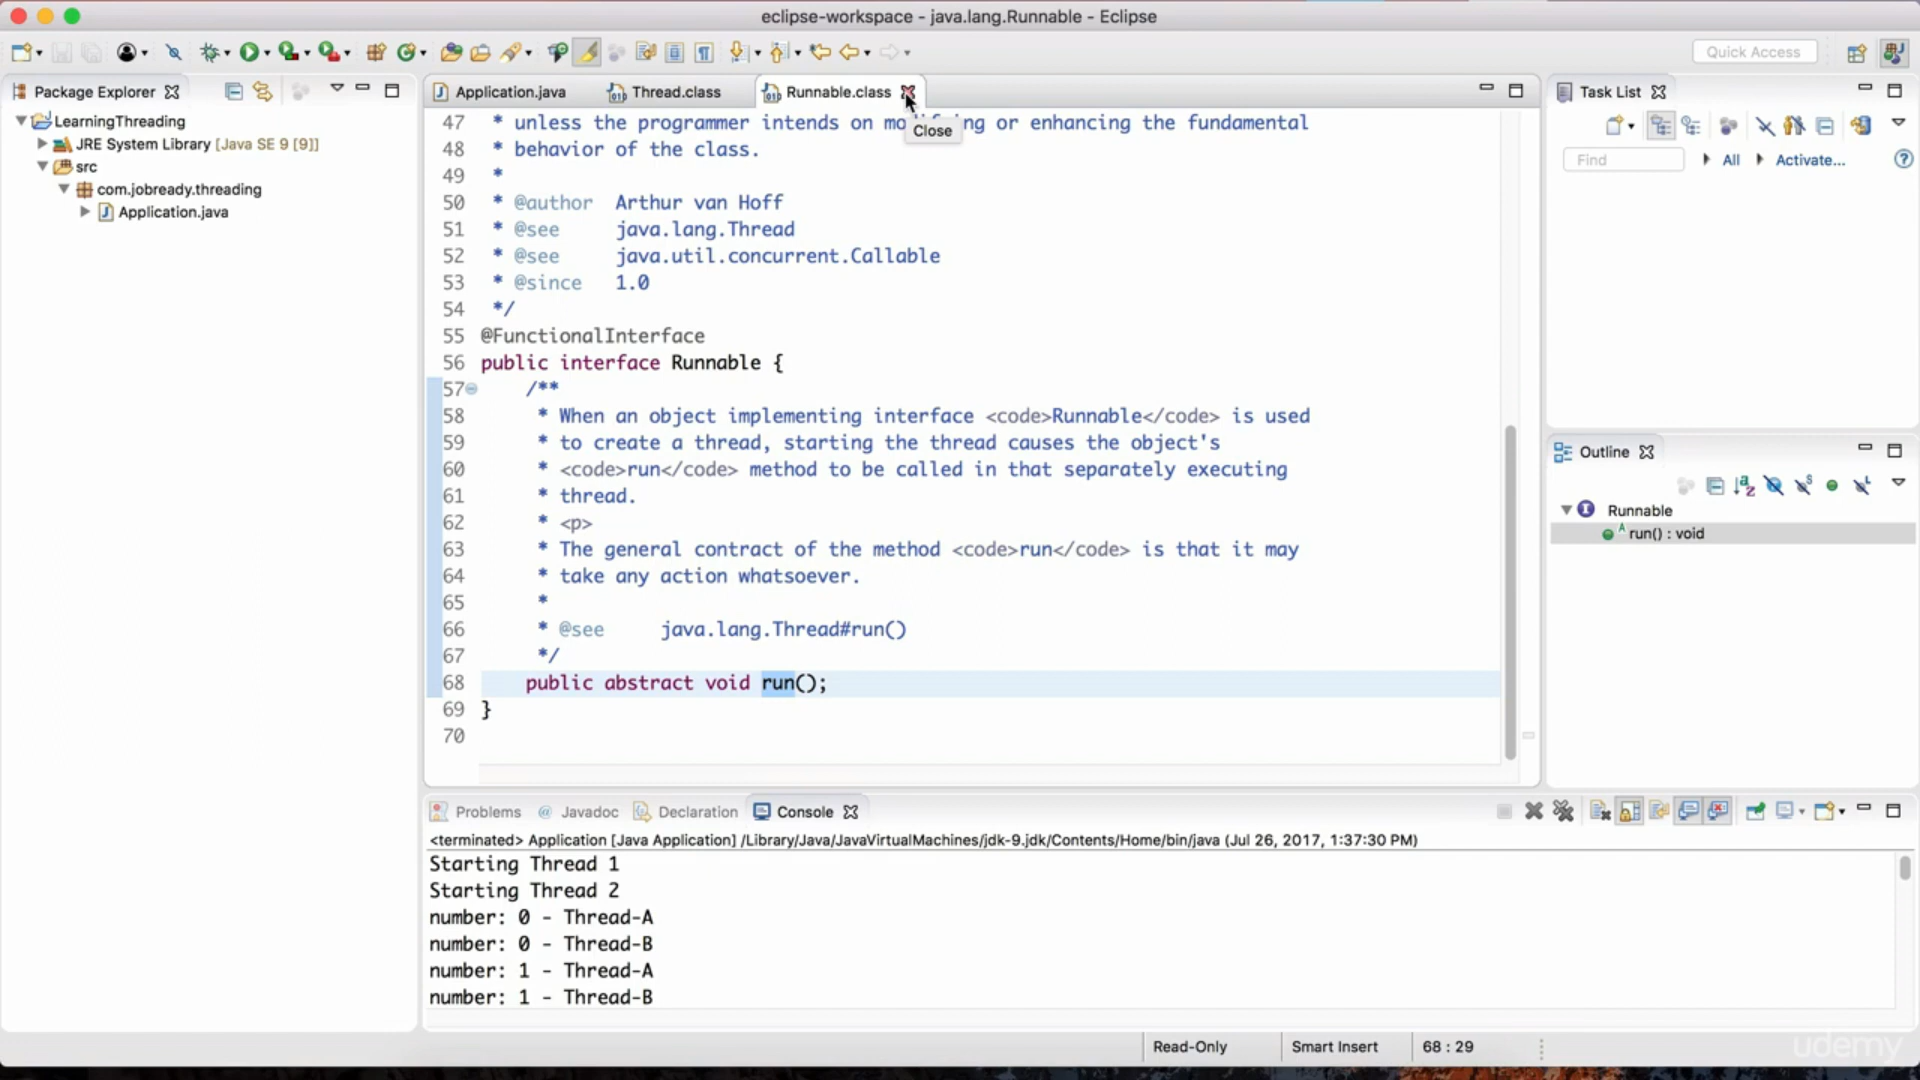 eclipse-workspace - java.lang.Runnable - Eclipse
Quick Access
Package Explorer
Application.java
Thread.class
Runnable.class
Task List
Close
LearningThreading
JRE System Library [Java SE 9 [9]]
src
com.jobready.threading
Application.java
47 * unless the programmer intends on modifying or enhancing the fundamental
48 * behavior of the class.
49 *
50 * @author Arthur van Hoff
51 * @see java.lang.Thread
52 * @see java.util.concurrent.Callable
53 * @since 1.0
54 */
55 @FunctionalInterface
56 public interface Runnable {
57 /**
58 * When an object implementing interface <code>Runnable</code> is used
59 * to create a thread, starting the thread causes the object's
60 * <code>run</code> method to be called in that separately executing
61 * thread.
62 * <p>
63 * The general contract of the method <code>run</code> is that it may
64 * take any action whatsoever.
65 *
66 * @see java.lang.Thread#run()
67 */
68 public abstract void run();
69 }
70
Find
All
Activate...
Outline
Runnable
run() : void
Problems
Javadoc
Declaration
Console
<terminated> Application [Java Application] /Library/Java/JavaVirtualMachines/jdk-9.jdk/Contents/Home/bin/java (Jul 26, 2017, 1:37:30 PM)
Starting Thread 1
Starting Thread 2
number: 0 - Thread-A
number: 0 - Thread-B
number: 1 - Thread-A
number: 1 - Thread-B
Read-Only
Smart Insert
68 : 29
udemy